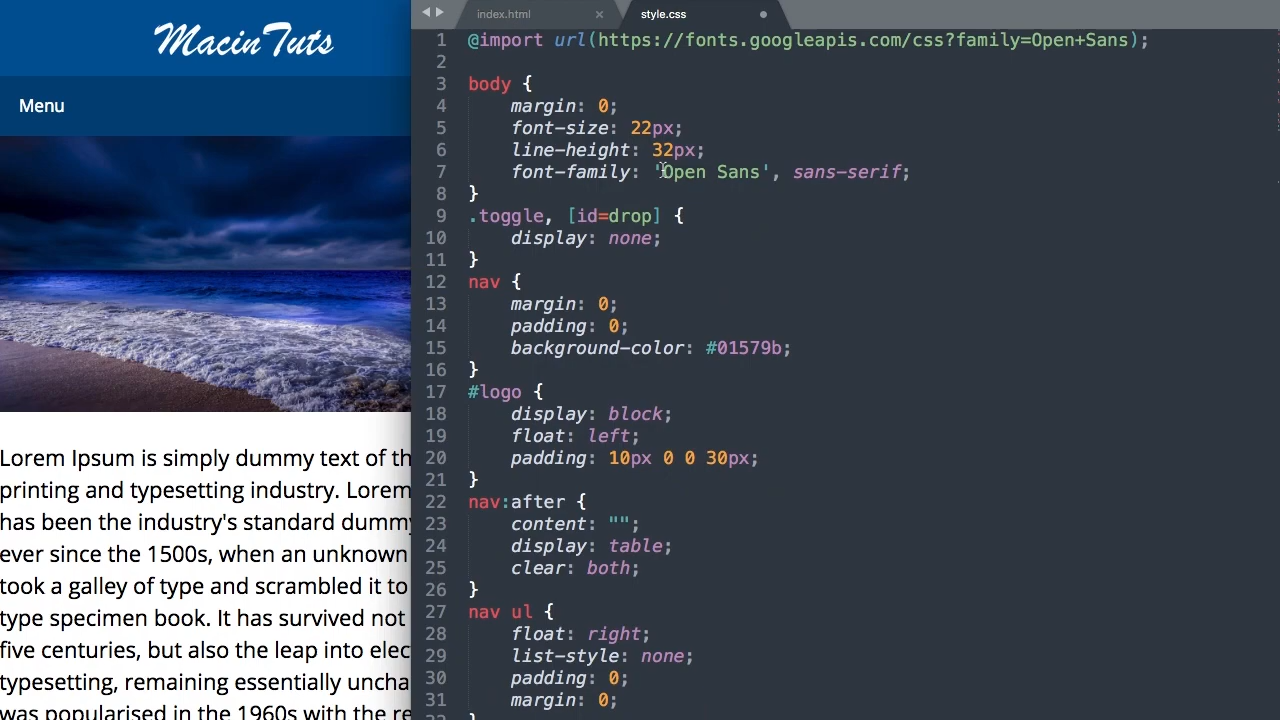 MacinTuts
Menu
Lorem Ipsum is simply dummy text of th
printing and typesetting industry. Lorem
has been the industry's standard dummy
ever since the 1500s, when an unknown
took a galley of type and scrambled it to
type specimen book. It has survived not
five centuries, but also the leap into elec
typesetting, remaining essentially uncha
was popularised in the 1960s with the re
index.html
style.css
1 @import url(https://fonts.googleapis.com/css?family=Open+Sans);
2
3 body {
4 margin: 0;
5 font-size: 22px;
6 line-height: 32px;
7 font-family: 'Open Sans', sans-serif;
8 }
9 .toggle, [id=drop] {
10 display: none;
11 }
12 nav {
13 margin: 0;
14 padding: 0;
15 background-color: #01579b;
16 }
17 #logo {
18 display: block;
19 float: left;
20 padding: 10px 0 0 30px;
21 }
22 nav:after {
23 content: "";
24 display: table;
25 clear: both;
26 }
27 nav ul {
28 float: right;
29 list-style: none;
30 padding: 0;
31 margin: 0;